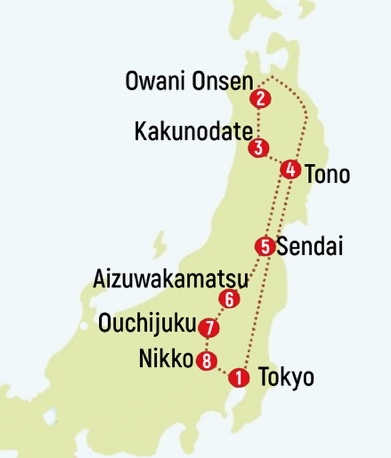 Owani Onsen
2
Kakunodate
3
4
Tono
5
Sendai
Aizuwakamatsu
6
Ouchijuku
7
Nikko
8
1
Tokyo